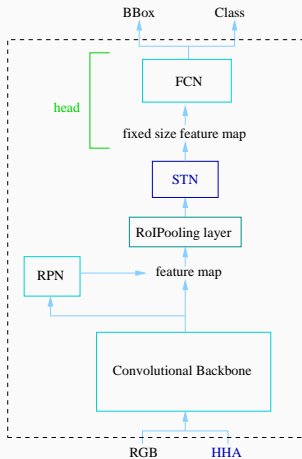 BBox
Class
FCN
head
fixed size feature map
STN
RoIPooling layer
RPN
feature map
Convolutional Backbone
RGB
HHA